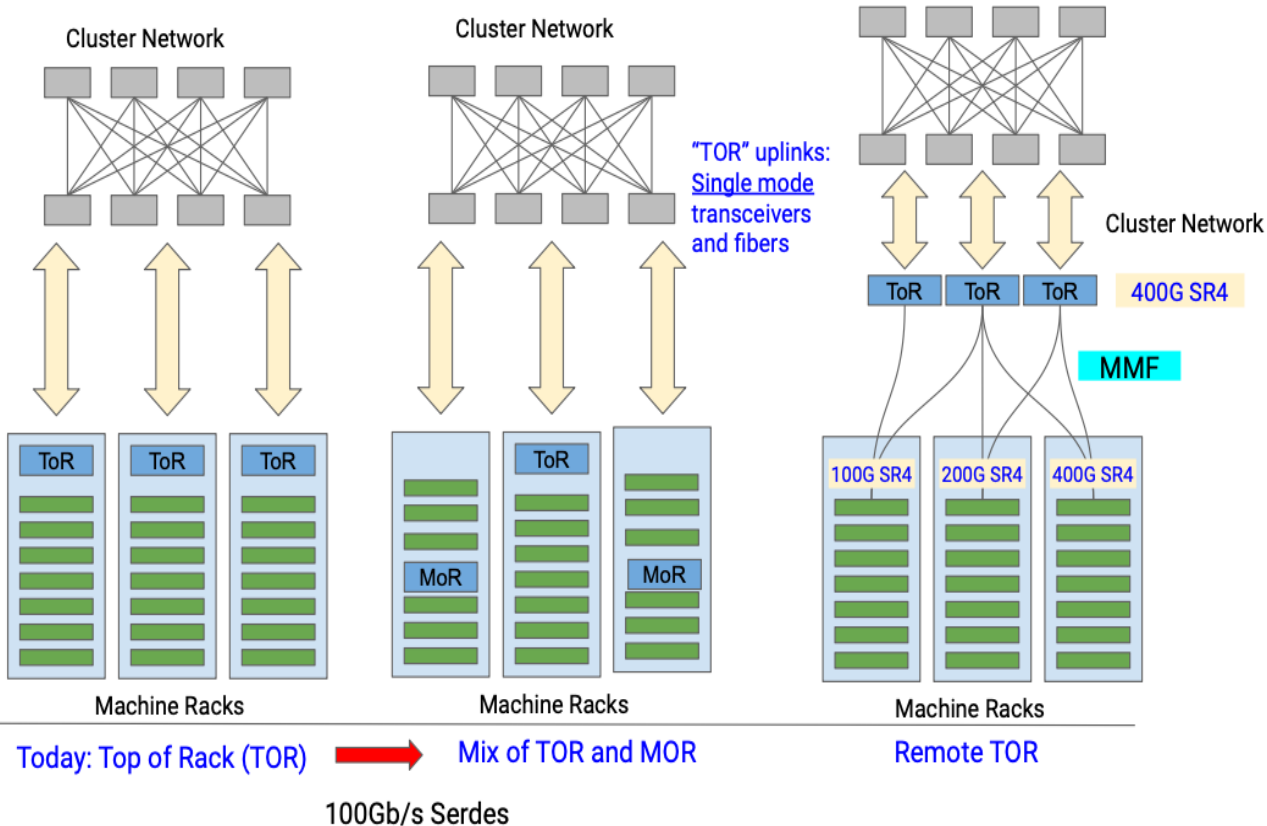 Cluster Network
ToR
ToR
ToR
Machine Racks
Today: Top of Rack (TOR)
Cluster Network
"TOR" uplinks:
Single mode
transceivers
and fibers
ToR
MoR
MoR
Machine Racks
Mix of TOR and MOR
100Gb/s Serdes
Cluster Network
ToR
ToR
ToR
400G SR4
MMF
100G SR4
200G SR4
400G SR4
Machine Racks
Remote TOR